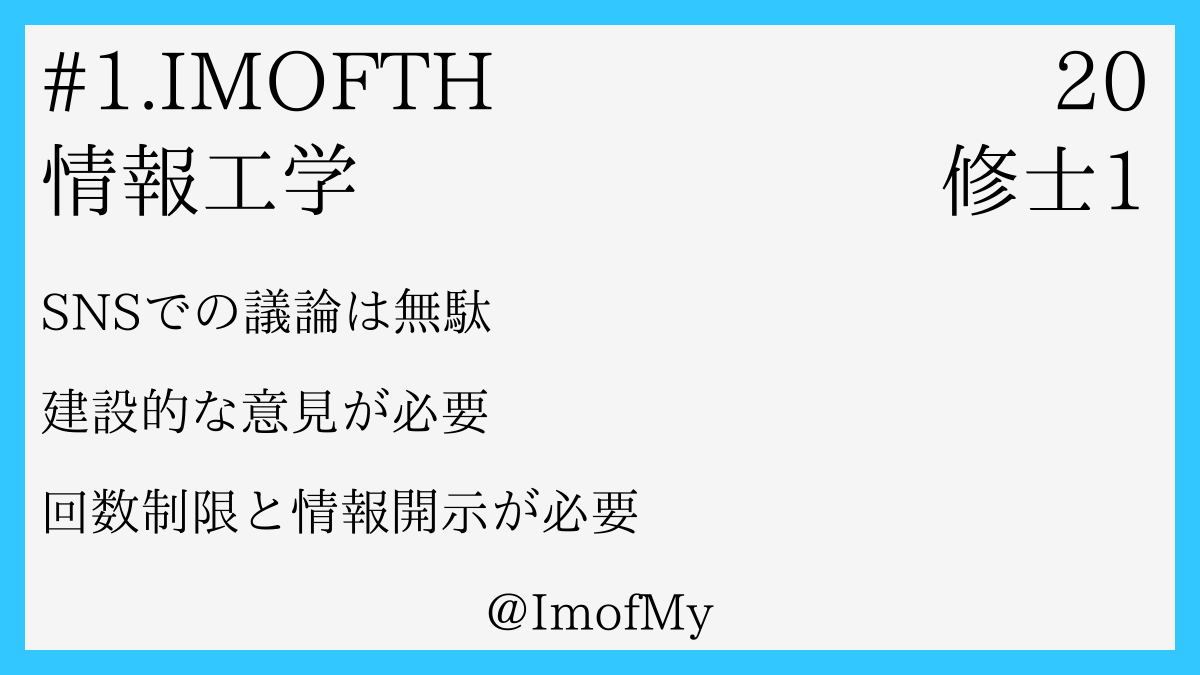 #1.IMOFTH 20
情報工学 修士1
SNSでの議論は無駄
建設的な意見が必要
回数制限と情報開示が必要
@ImofMy